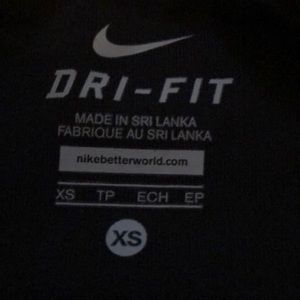 DRI-FIT
MADE IN SRI LANKA
FABRIQUE AU SRI LANKA
nikebetterworld.com
XS TP ECH EP
XS